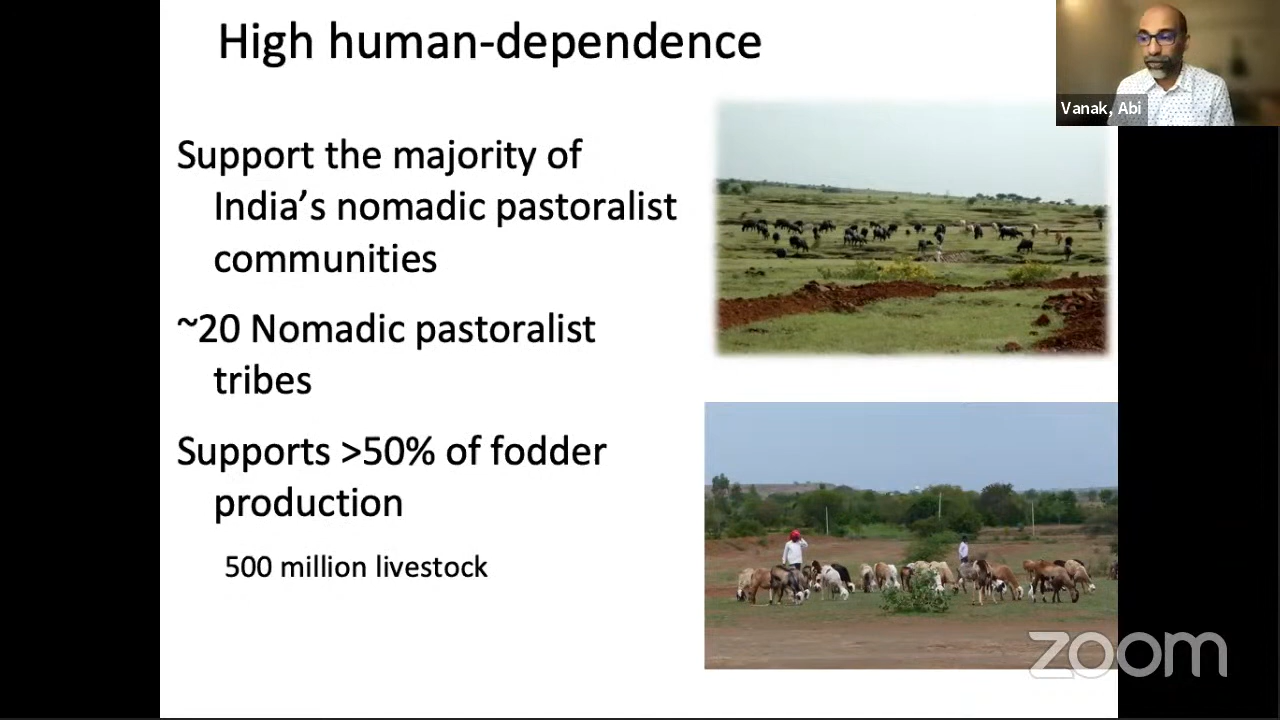 High human-dependence
Vanak, Abi
Support the majority of
India’s nomadic pastoralist
communities
~20 Nomadic pastoralist
tribes
Supports >50% of fodder
production
500 million livestock
zoom